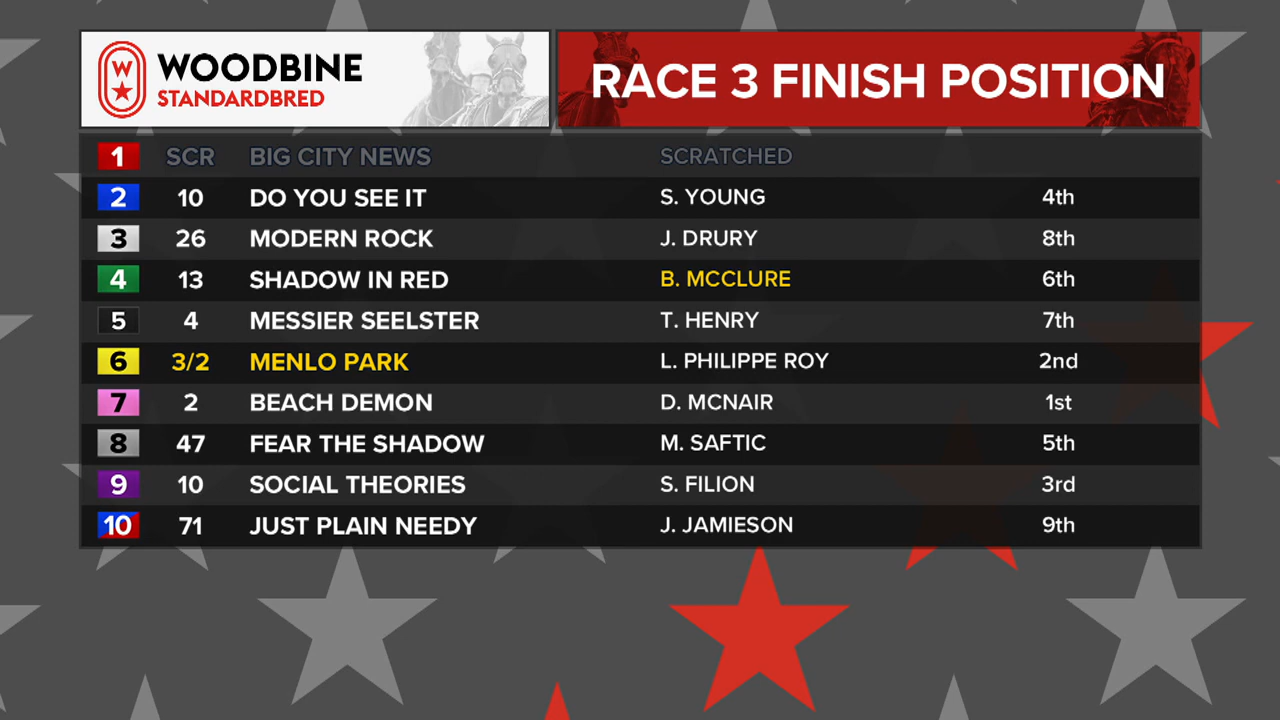 W
WOODBINE
STANDARDBRED
RACE 3 FINISH POSITION
1 SCR BIG CITY NEWS SCRATCHED
2 10 DO YOU SEE IT S. YOUNG 4th
3 26 MODERN ROCK J. DRURY 8th
4 13 SHADOW IN RED B. MCCLURE 6th
5 4 MESSIER SEELSTER T. HENRY 7th
6 3/2 MENLO PARK L. PHILIPPE ROY 2nd
7 2 BEACH DEMON D. MCNAIR 1st
8 47 FEAR THE SHADOW M. SAFTIC 5th
9 10 SOCIAL THEORIES S. FILION 3rd
10 71 JUST PLAIN NEEDY J. JAMIESON 9th